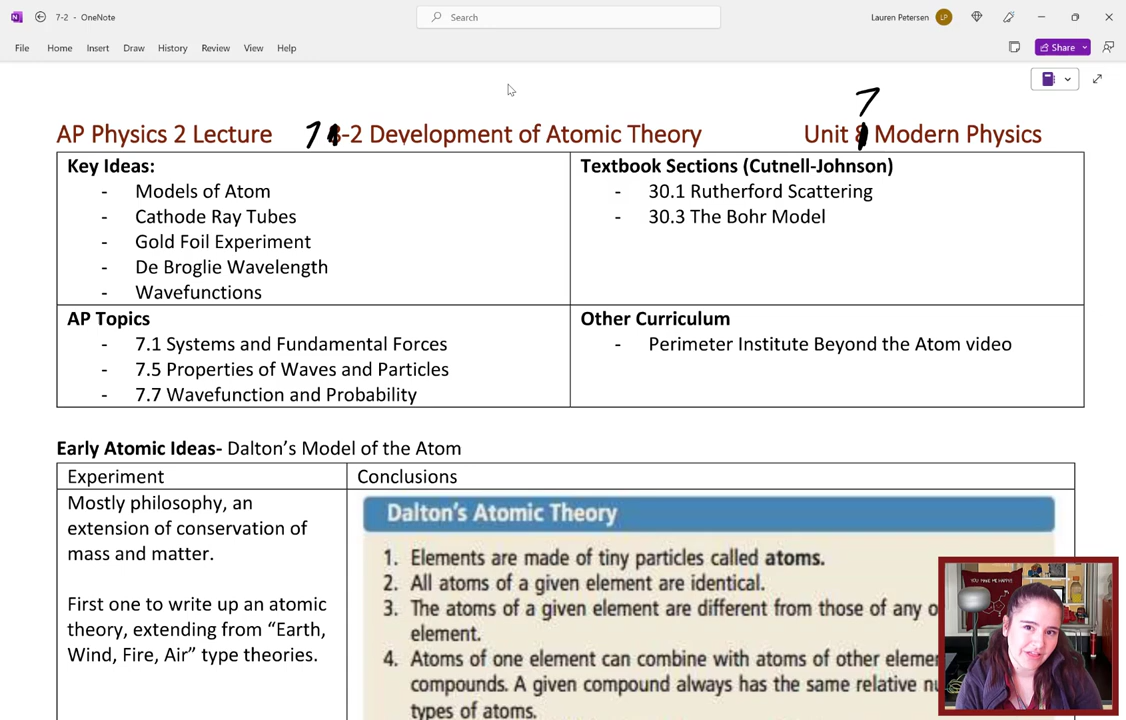 7-2 - OneNote
Search
Lauren Petersen LP
File Home Insert Draw History Review View Help
Share
7
AP Physics 2 Lecture 7 -2 Development of Atomic Theory Unit Modern Physics
Key Ideas:
- Models of Atom
- Cathode Ray Tubes
- Gold Foil Experiment
- De Broglie Wavelength
- Wavefunctions
Textbook Sections (Cutnell-Johnson)
- 30.1 Rutherford Scattering
- 30.3 The Bohr Model
AP Topics
- 7.1 Systems and Fundamental Forces
- 7.5 Properties of Waves and Particles
- 7.7 Wavefunction and Probability
Other Curriculum
- Perimeter Institute Beyond the Atom video
Early Atomic Ideas- Dalton's Model of the Atom
Experiment
Conclusions
Mostly philosophy, an
extension of conservation of
mass and matter.
First one to write up an atomic
theory, extending from "Earth,
Wind, Fire, Air" type theories.
Dalton's Atomic Theory
1. Elements are made of tiny particles called atoms.
2. All atoms of a given element are identical.
3. The atoms of a given element are different from those of any o
element.
4. Atoms of one element can combine with atoms of other eleme
compounds. A given compound always has the same relative nu
types of atoms.
YOU MAKE ME HAPPY